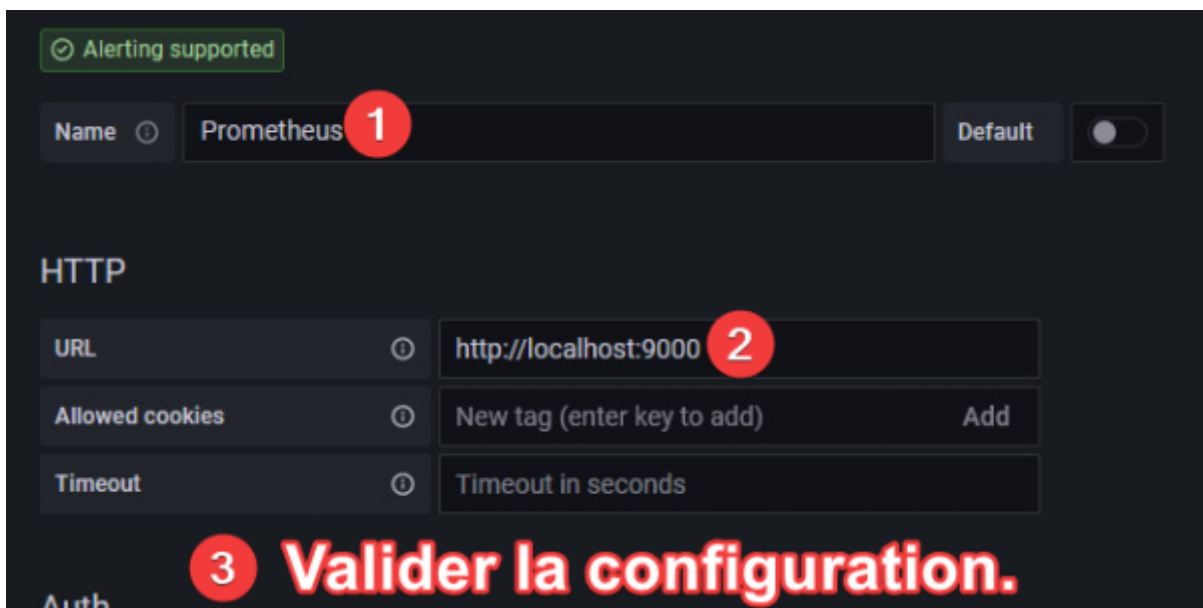 Alerting supported
Name Prometheus 1 Default
HTTP
URL http://localhost:9000 2
Allowed cookies New tag (enter key to add) Add
Timeout Timeout in seconds
3 Valider la configuration.
Auth